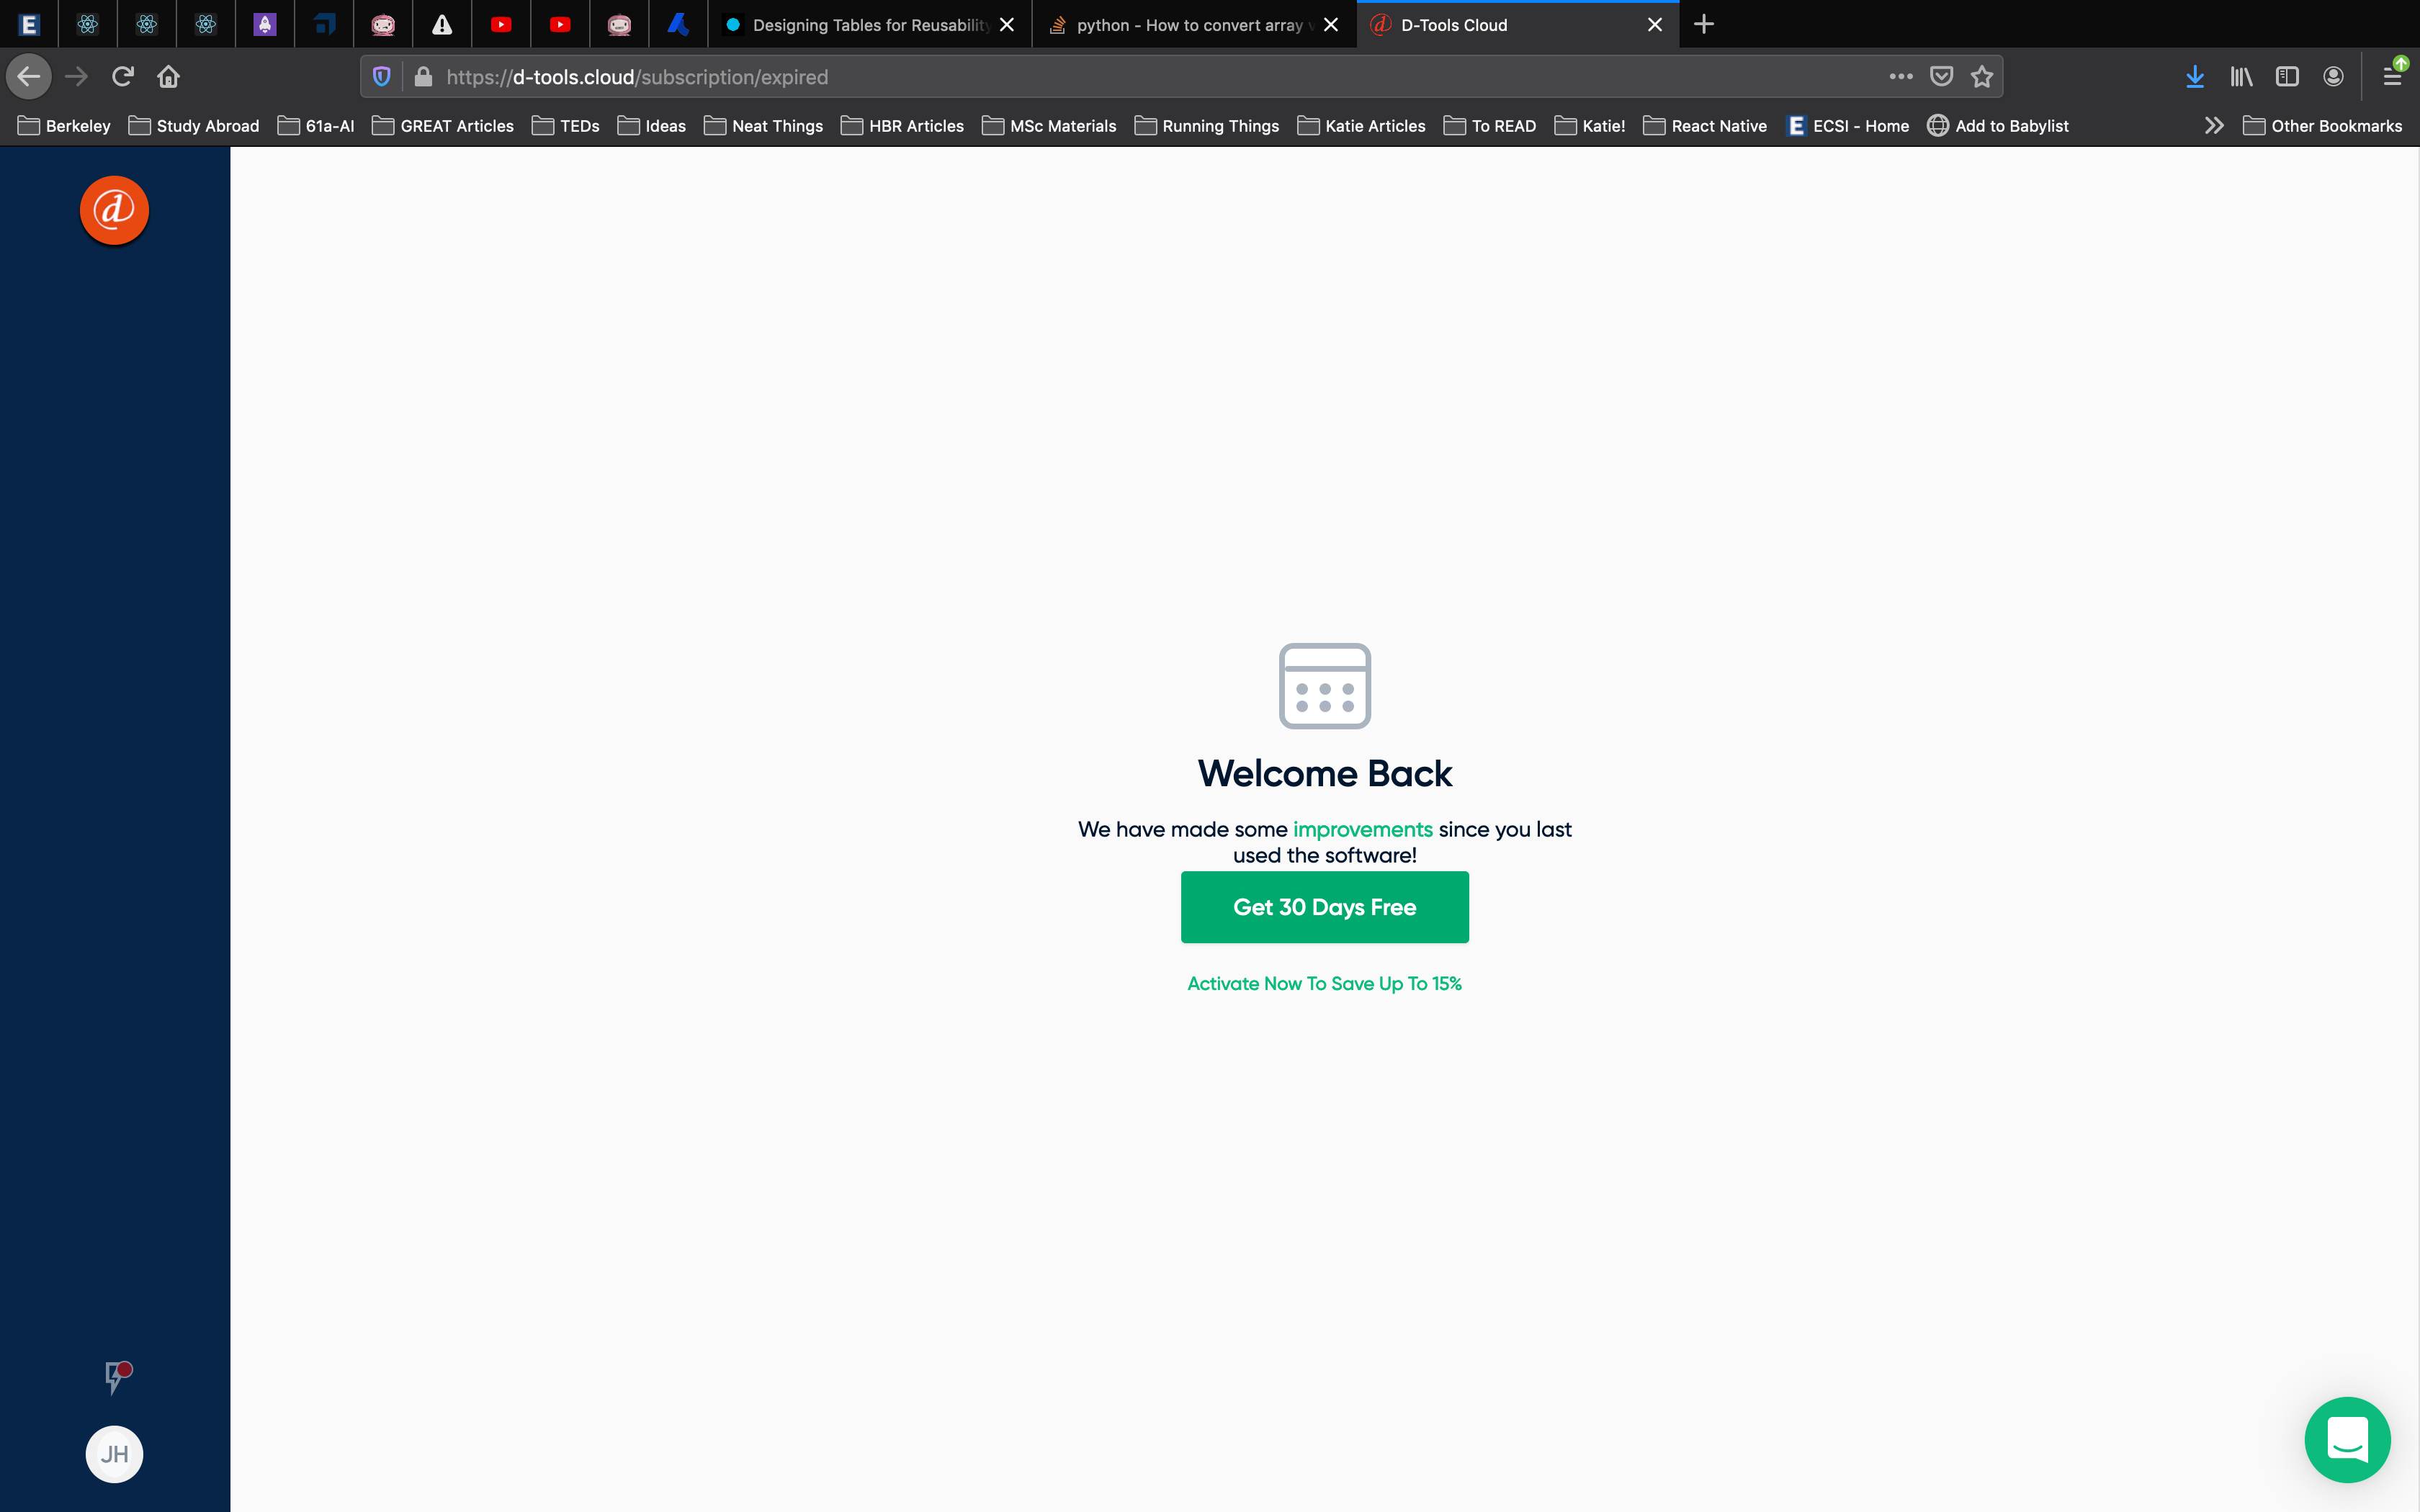 Designing Tables for Reusability
python - How to convert array
D-Tools Cloud
https://d-tools.cloud/subscription/expired
Berkeley
Study Abroad
61a-AI
GREAT Articles
TEDs
Ideas
Neat Things
HBR Articles
MSc Materials
Running Things
Katie Articles
To READ
Katie!
React Native
E
ECSI - Home
Add to Babylist
Other Bookmarks
d
Welcome Back
We have made some improvements since you last
used the software!
Get 30 Days Free
Activate Now To Save Up To 15%
JH